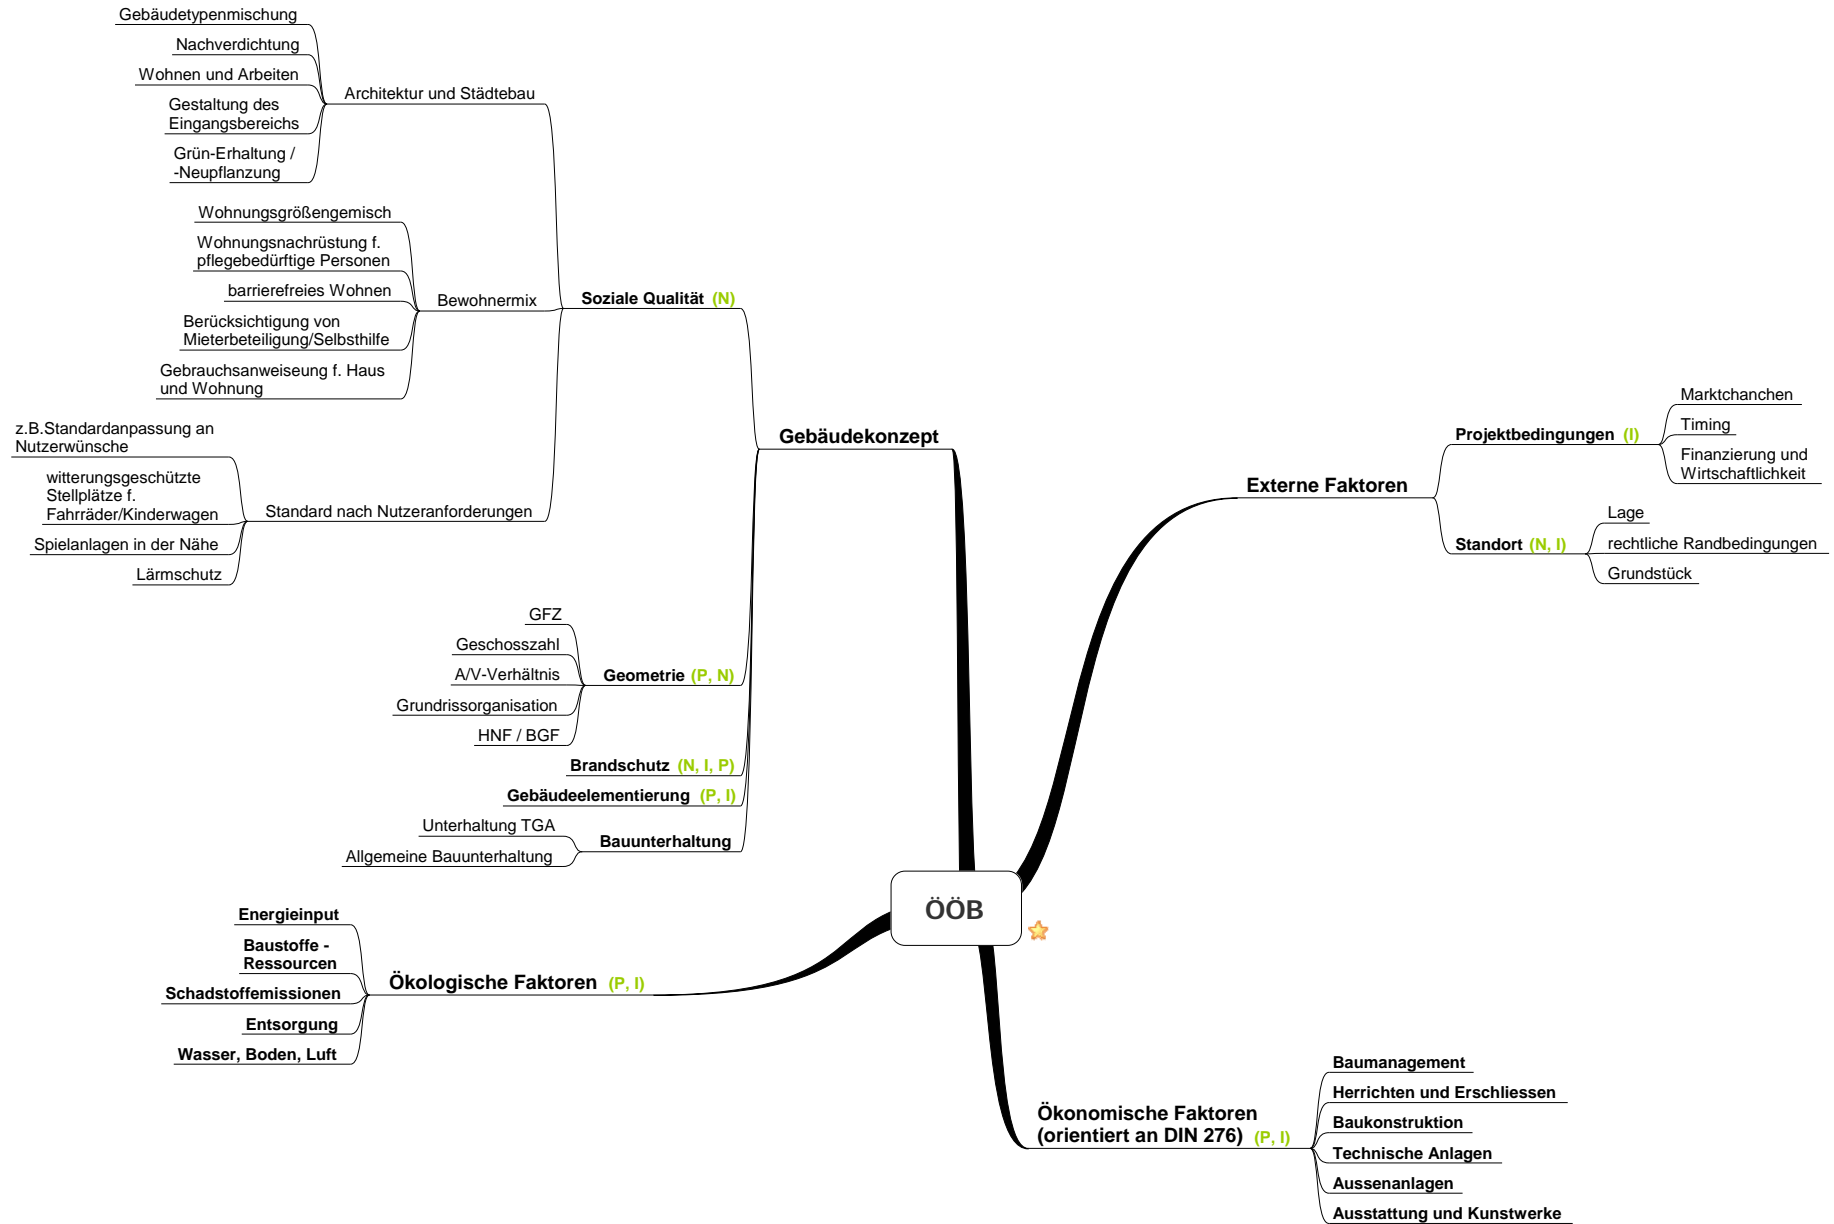 Gebäudetypenmischung
Nachverdichtung
Wohnen und Arbeiten
Gestaltung des
Eingangsbereichs
Grün-Erhaltung /
-Neupflanzung
Architektur und Städtebau
Wohnungsgrößengemisch
Wohnungsnachrüstung f.
pflegebedürftige Personen
barrierefreies Wohnen
Berücksichtigung von
Mieterbeteiligung/Selbsthilfe
Gebrauchsanweiseung f. Haus
und Wohnung
Bewohnermix
z.B.Standardanpassung an
Nutzerwünsche
witterungsgeschützte
Stellplätze f.
Fahrräder/Kinderwagen
Spielanlagen in der Nähe
Lärmschutz
Standard nach Nutzeranforderungen
Soziale Qualität (N)
GFZ
Geschosszahl
A/V-Verhältnis
Grundrissorganisation
HNF / BGF
Geometrie (P, N)
Brandschutz (N, I, P)
Gebäudeelementierung (P, I)
Unterhaltung TGA
Allgemeine Bauunterhaltung
Bauunterhaltung
Gebäudekonzept
Externe Faktoren
Projektbedingungen (I)
Marktchanchen
Timing
Finanzierung und
Wirtschaftlichkeit
Standort (N, I)
Lage
rechtliche Randbedingungen
Grundstück
ÖÖB
Energieinput
Baustoffe -
Ressourcen
Schadstoffemissionen
Entsorgung
Wasser, Boden, Luft
Ökologische Faktoren (P, I)
Ökonomische Faktoren
(orientiert an DIN 276) (P, I)
Baumanagement
Herrichten und Erschliessen
Baukonstruktion
Technische Anlagen
Aussenanlagen
Ausstattung und Kunstwerke